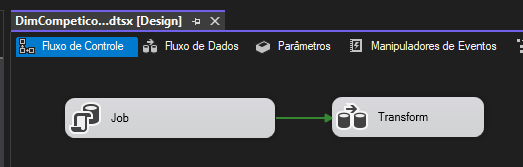 DimCompetico...dtsx [Design]
Fluxo de Controle Fluxo de Dados Parâmetros Manipuladores de Eventos
Job Transform